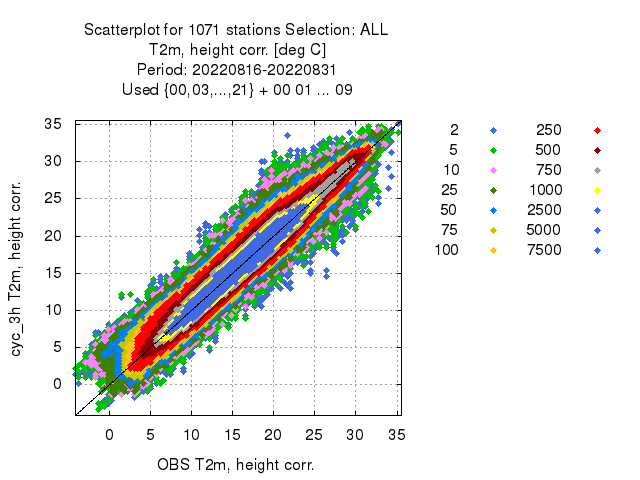 Scatterplot for 1071 stations Selection: ALL
T2m, height corr. [deg C]
Period: 20220816-20220831
Used {00,03,...,21} + 00 01 ... 09
cyc_3h T2m, height corr.
35
30
25
20
15
10
5
0
0 5 10 15 20 25 30 35
OBS T2m, height corr.
2 250
5 500
10 750
25 1000
50 2500
75 5000
100 7500